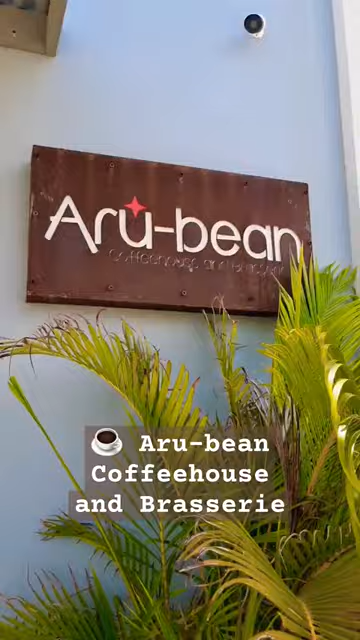 Aru-bean
coffeehouse and brasserie
☕ Aru-bean
Coffeehouse
and Brasserie